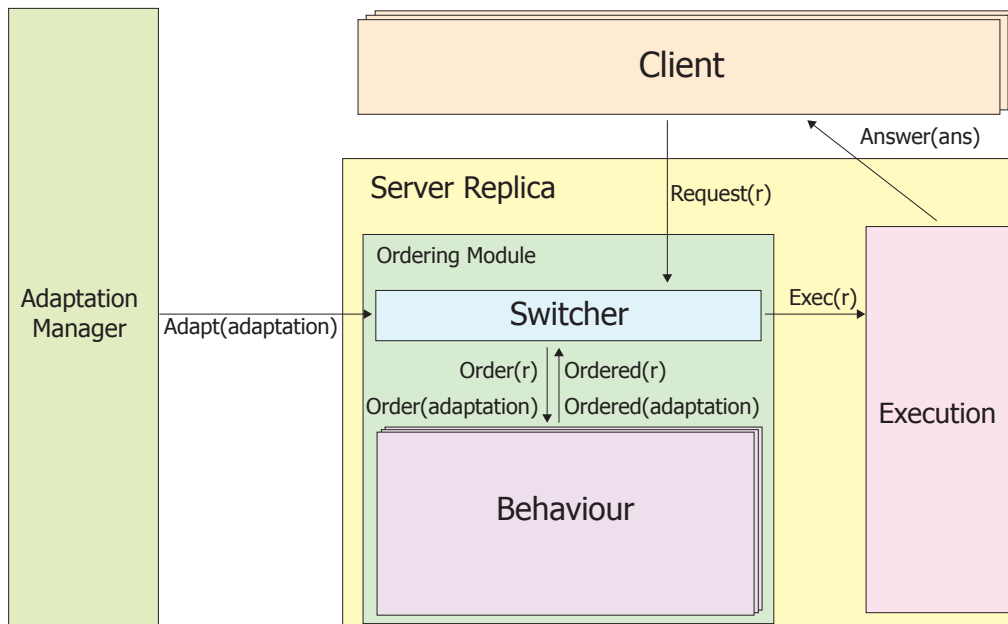 Client
Answer(ans)
Server Replica
Request(r)
Ordering Module
Adaptation
Manager
Adapt(adaptation)
Switcher
Exec(r)
Order(r)
Ordered(r)
Order(adaptation)
Ordered(adaptation)
Execution
Behaviour